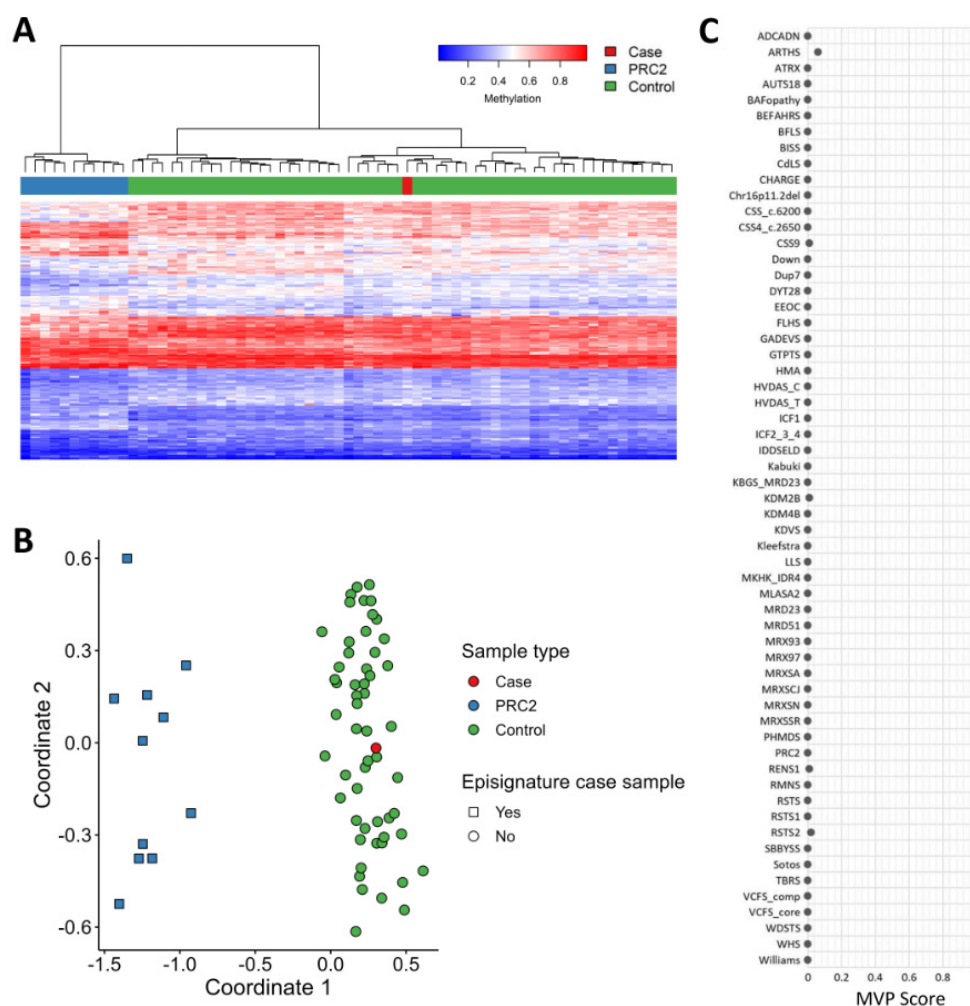 A
0.2 0.4 0.6 0.8
Methylation
Case
PRC2
Control
B
0.6
0.3
0.0
-0.3
-0.6
Coordinate 2
-1.5 -1.0 -0.5 0.0 0.5
Coordinate 1
Sample type
Case
PRC2
Control
Episignature case sample
Yes
No
C
ADCADN
ARTHS
ATRX
AUTS18
BAFopathy
BEFAHRS
BFLS
BISS
CdLS
CHARGE
Chr16p11.2del
CSS_c.6200
CSS4_c.2650
CSS9
Down
Dup7
DYT28
EEOC
FLHS
GADEVS
GTPTS
HMA
HVDAS_C
HVDAS_T
ICF1
ICF2_3_4
IDDSELD
Kabuki
KBGS_MRD23
KDM2B
KDM4B
KDVS
Kleefstra
LLS
MKHK_IDR4
MLASA2
MRD23
MRD51
MRX93
MRX97
MRXSA
MRXSCJ
MRXSN
MRXSSR
PHMDS
PRC2
RENS1
RMNS
RSTS
RSTS1
RSTS2
SBBYSS
Sotos
TBRS
VCFS_comp
VCFS_core
WDSTS
WHS
Williams
0 0.2 0.4 0.6 0.8
MVP Score